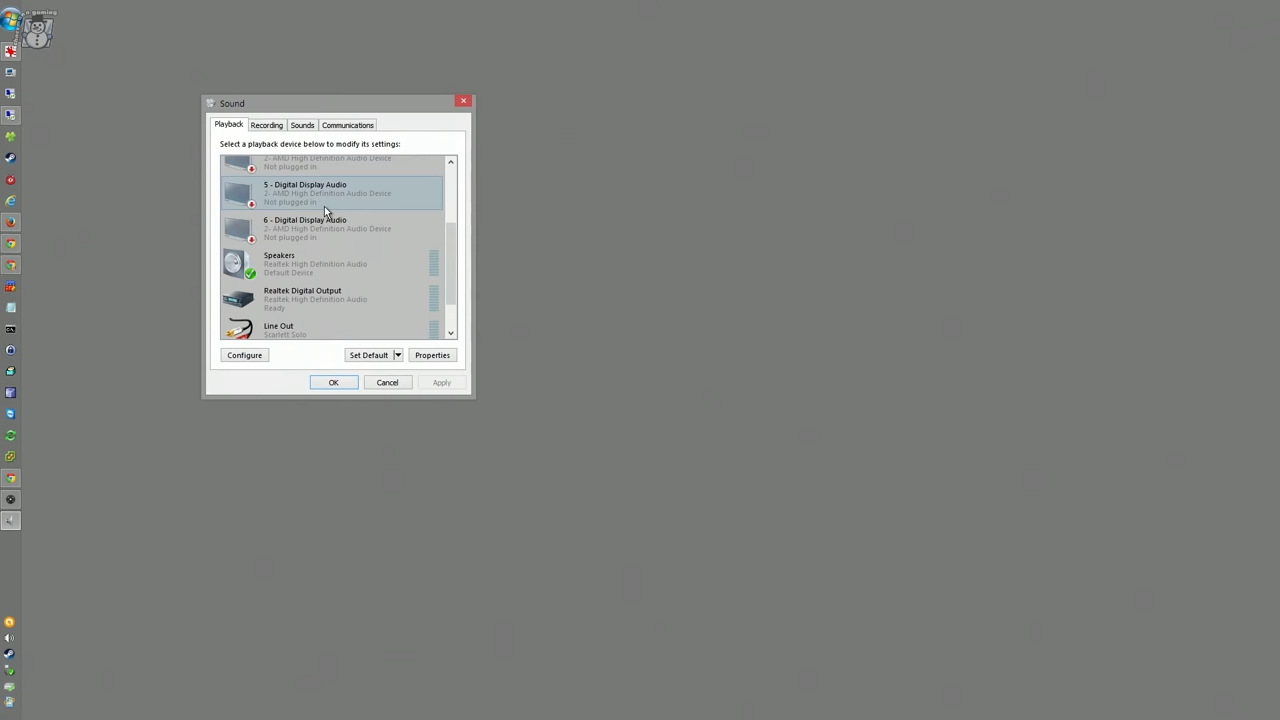 Sound
Playback
Recording
Sounds
Communications
Select a playback device below to modify its settings:
2- AMD High Definition Audio Device
Not plugged in
5 - Digital Display Audio
2- AMD High Definition Audio Device
Not plugged in
6 - Digital Display Audio
2- AMD High Definition Audio Device
Not plugged in
Speakers
Realtek High Definition Audio
Default Device
Realtek Digital Output
Realtek High Definition Audio
Ready
Line Out
Scarlett Solo
Configure
Set Default
Properties
OK
Cancel
Apply